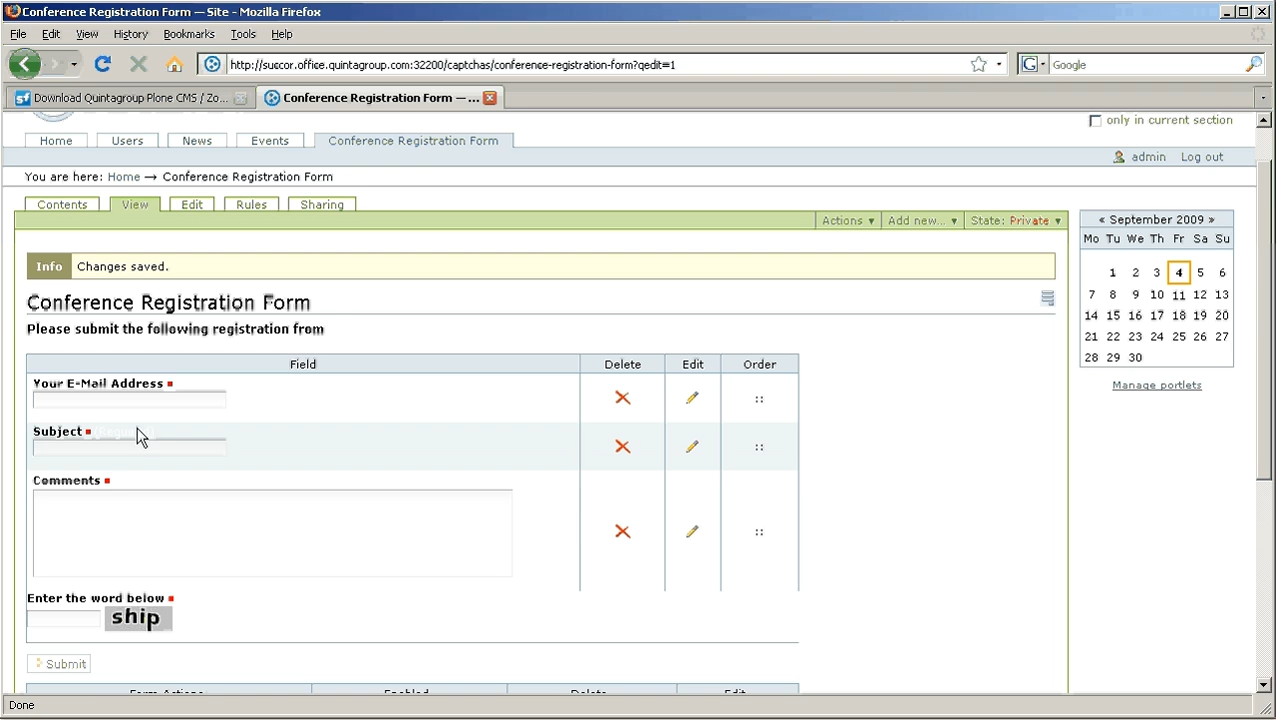 Conference Registration Form — Site - Mozilla Firefox
File Edit View History Bookmarks Tools Help
http://succor.office.quintagroup.com:32200/captchas/conference-registration-form?qedit=1
Google
Download Quintagroup Plone CMS / Zo...
Conference Registration Form — ...
only in current section
Home Users News Events Conference Registration Form
admin Log out
You are here: Home → Conference Registration Form
Contents View Edit Rules Sharing
Actions ▾ Add new... ▾ State: Private ▾
« September 2009 »
Mo Tu We Th Fr Sa Su
1 2 3 4 5 6
7 8 9 10 11 12 13
14 15 16 17 18 19 20
21 22 23 24 25 26 27
28 29 30
Manage portlets
Info Changes saved.
Conference Registration Form
Please submit the following registration from
Field Delete Edit Order
Your E-Mail Address
Subject
Comments
Enter the word below
ship
Submit
Form Actions Enabled Delete Edit
Done